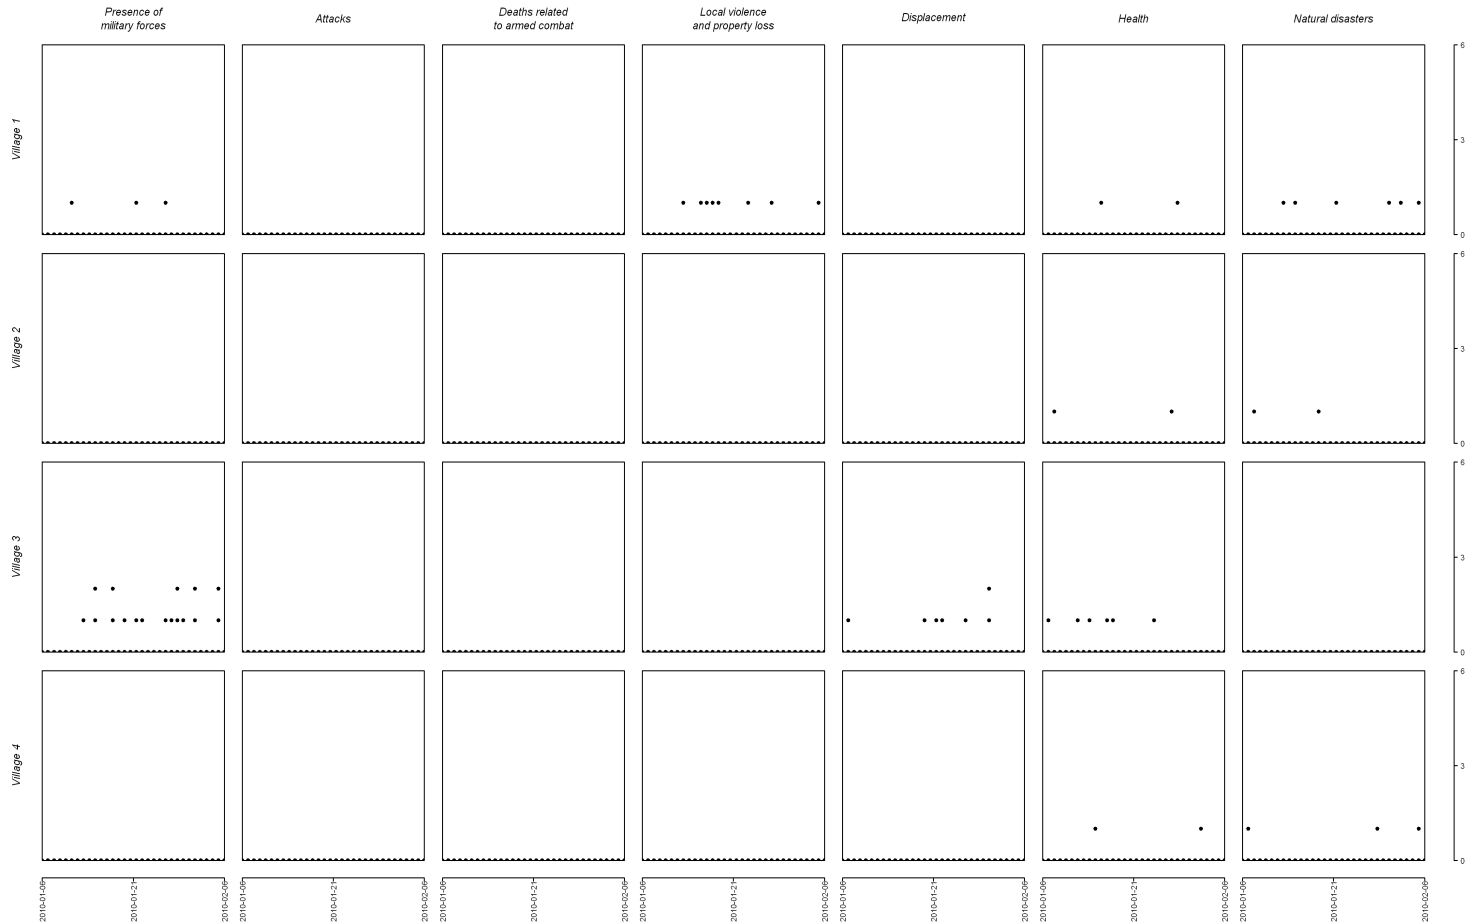 Presence of
military forces
Attacks
Deaths related
to armed combat
Local violence
and property loss
Displacement
Health
Natural disasters
Village 1
6
3
0
Village 2
6
3
0
Village 3
6
3
0
Village 4
6
3
0
2010-01-06
2010-01-21
2010-02-06
2010-01-06
2010-01-21
2010-02-06
2010-01-06
2010-01-21
2010-02-06
2010-01-06
2010-01-21
2010-02-06
2010-01-06
2010-01-21
2010-02-06
2010-01-06
2010-01-21
2010-02-06
2010-01-06
2010-01-21
2010-02-06